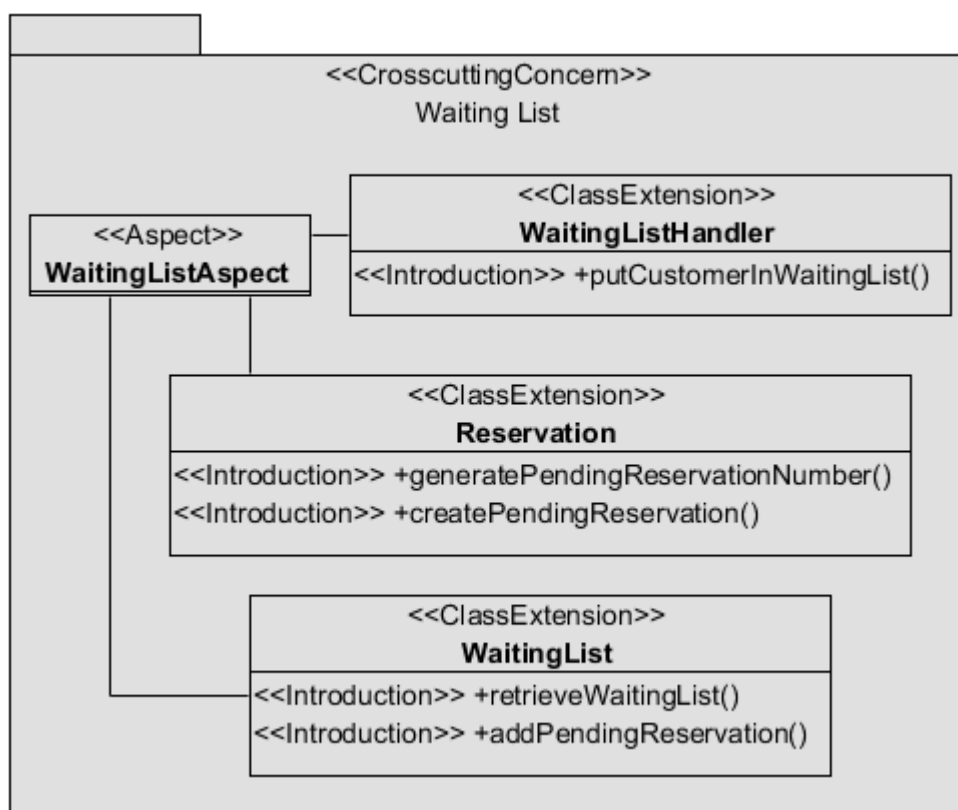 <<CrosscuttingConcern>>
Waiting List
<<Aspect>>
WaitingListAspect
<<ClassExtension>>
WaitingListHandler
<<Introduction>> +putCustomerInWaitingList()
<<ClassExtension>>
Reservation
<<Introduction>> +generatePendingReservationNumber()
<<Introduction>> +createPendingReservation()
<<ClassExtension>>
WaitingList
<<Introduction>> +retrieveWaitingList()
<<Introduction>> +addPendingReservation()